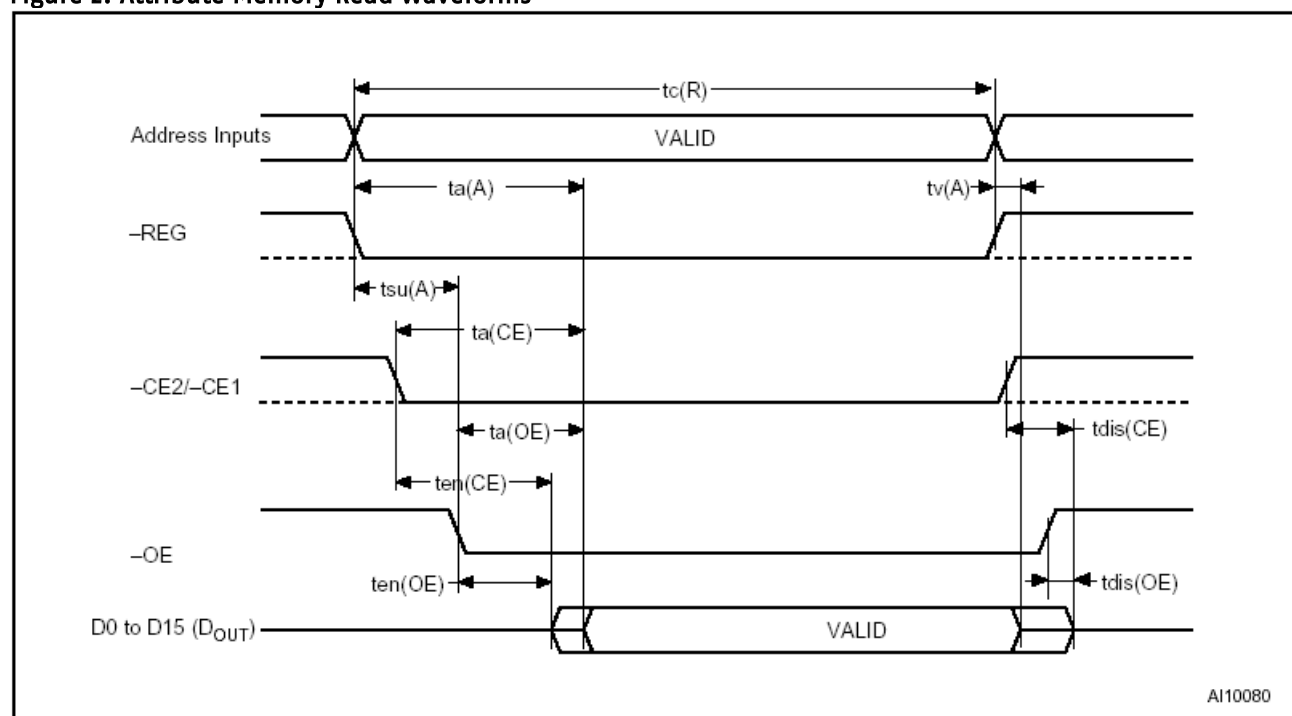 Figure 2. Attribute Memory Read Waveforms
tc(R)
Address Inputs
VALID
ta(A)
tv(A)
–REG
tsu(A)
ta(CE)
–CE2/–CE1
ta(OE)
tdis(CE)
ten(CE)
–OE
ten(OE)
tdis(OE)
D0 to D15 (DOUT)
VALID
AI10080